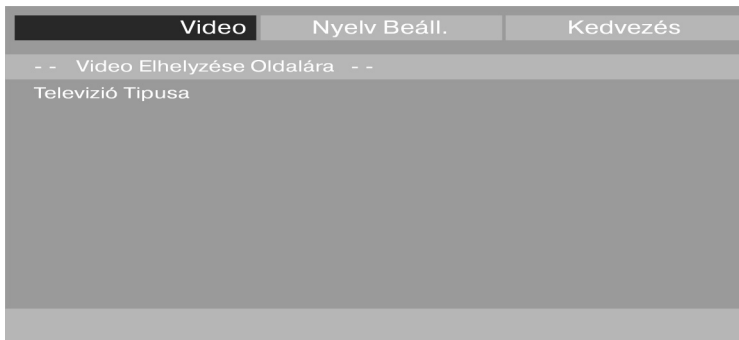 Video Nyelv Beáll. Kedvezés
-- Video Elhelyzése Oldalára --
Televizió Tipusa